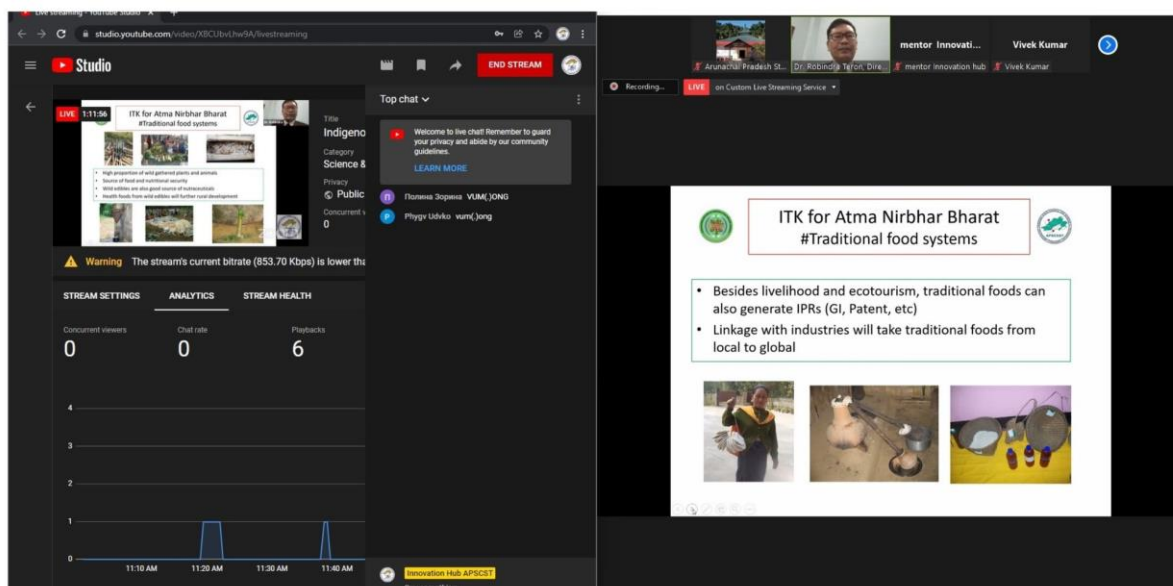 Live streaming - YouTube Studio
studio.youtube.com/video/X8CUbvLhw9A/livestreaming
Studio
END STREAM
LIVE 1:11:56
ITK for Atma Nirbhar Bharat
#Traditional food systems
• High proportion of wild gathered plants and animals
• Source of food and nutritional security
• Wild edibles are also good source of nutraceuticals
• Health foods from wild edibles will further rural development
Title
Indigeno
Category
Science &
Privacy
Public
Concurrent v
0
Warning The stream's current bitrate (853.70 Kbps) is lower tha
STREAM SETTINGS ANALYTICS STREAM HEALTH
Concurrent viewers Chat rate Playbacks
0 0 6
4
3
2
1
0
11:10 AM 11:20 AM 11:30 AM 11:40 AM
Top chat
Welcome to live chat! Remember to guard
your privacy and abide by our community
guidelines.
LEARN MORE
Полина Зорина VUM(.)ONG
Phygv Udvko vum(.)ong
Innovation Hub APSCST
Arunachal Pradesh St...
Dr. Robindra Teron, Dire...
mentor Innovati...
mentor innovation hub
Vivek Kumar
Vivek Kumar
Recording...
LIVE on Custom Live Streaming Service
ITK for Atma Nirbhar Bharat
#Traditional food systems
• Besides livelihood and ecotourism, traditional foods can
also generate IPRs (GI, Patent, etc)
• Linkage with industries will take traditional foods from
local to global